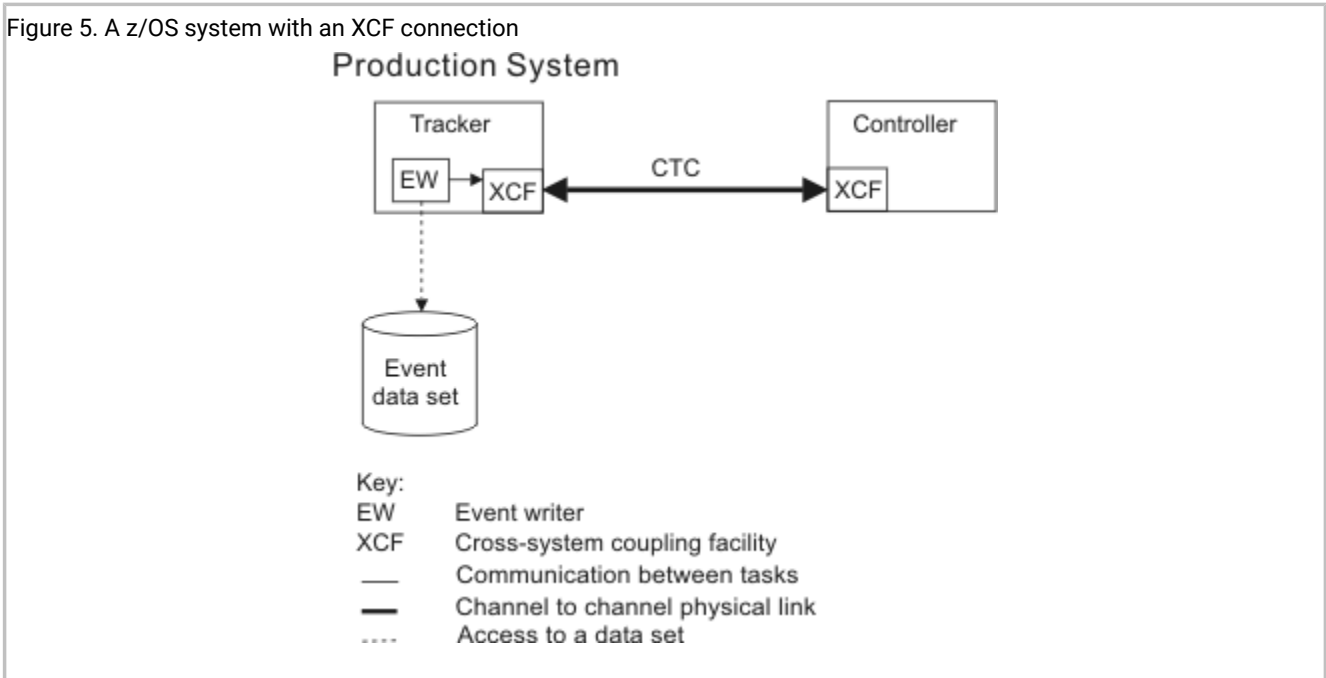 Figure 5. A z/OS system with an XCF connection
Production System
Tracker
Controller
EW
XCF
CTC
XCF
Event
data set
Key:
EW Event writer
XCF Cross-system coupling facility
Communication between tasks
Channel to channel physical link
Access to a data set